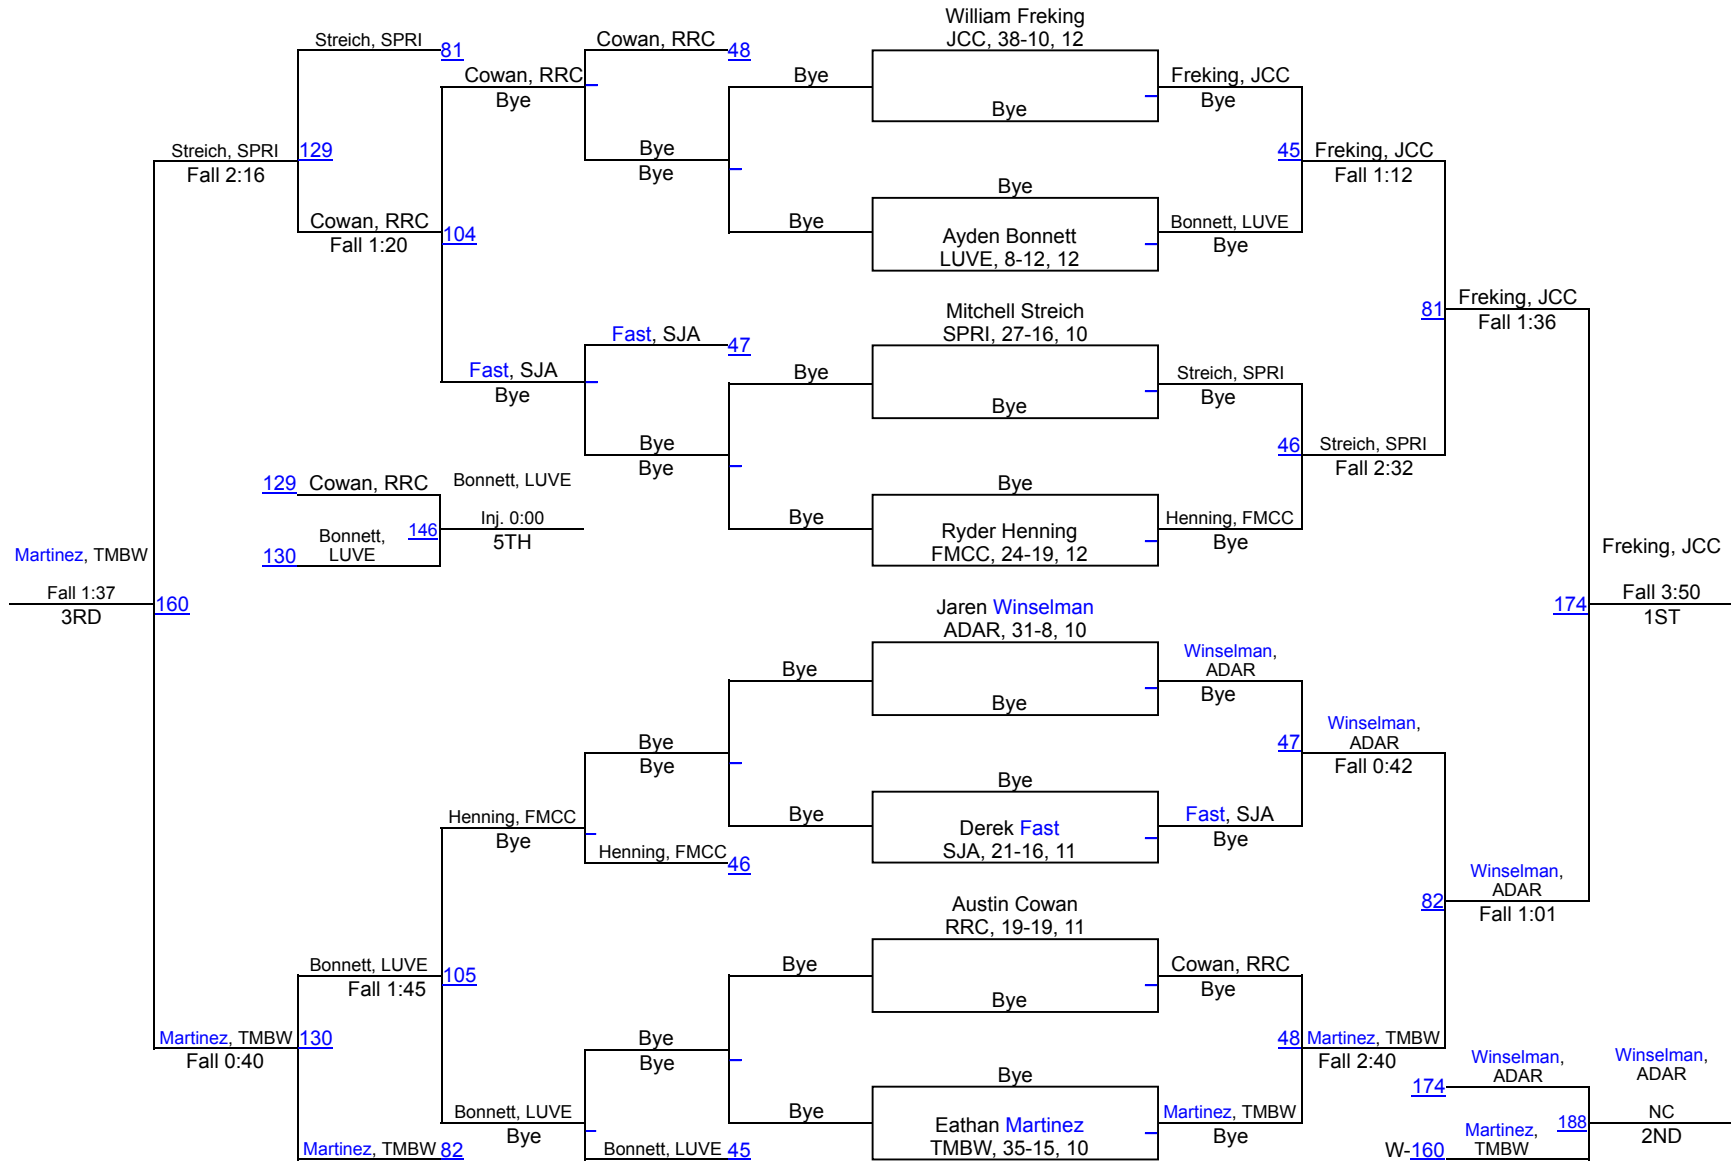 William Freking
JCC, 38-10, 12
Streich, SPRI 81
Cowan, RRC 48
Cowan, RRC
Bye
Bye
Bye
Freking, JCC
Bye
Streich, SPRI 129
Fall 2:16
Bye
Bye
45 Freking, JCC
Fall 1:12
Bye
Cowan, RRC 104
Fall 1:20
Bye
Ayden Bonnett
LUVE, 8-12, 12
Bonnett, LUVE
Bye
Mitchell Streich
SPRI, 27-16, 10
81 Freking, JCC
Fall 1:36
Fast, SJA 47
Fast, SJA
Bye
Bye
Bye
Streich, SPRI
Bye
Bye
Bye
46 Streich, SPRI
Fall 2:32
129 Cowan, RRC
Bonnett, LUVE
Bye
Bonnett,
LUVE
130
146
Inj. 0:00
5TH
Bye
Ryder Henning
FMCC, 24-19, 12
Henning, FMCC
Bye
Martinez, TMBW
Fall 1:37
3RD
160
Freking, JCC
174 Fall 3:50
1ST
Jaren Winselman
ADAR, 31-8, 10
Bye
Bye
Winselman,
ADAR
Bye
Bye
Bye
47
Winselman,
ADAR
Fall 0:42
Bye
Henning, FMCC
Bye
Bye
Derek Fast
SJA, 21-16, 11
Fast, SJA
Bye
Henning, FMCC 46
Austin Cowan
RRC, 19-19, 11
82
Winselman,
ADAR
Fall 1:01
Bonnett, LUVE 105
Fall 1:45
Bye
Bye
Cowan, RRC
Bye
Martinez, TMBW 130
Fall 0:40
Bye
Bye
48 Martinez, TMBW
Fall 2:40
Bye
Bonnett, LUVE
Bye
Bye
Eathan Martinez
TMBW, 35-15, 10
Martinez, TMBW
Bye
Martinez, TMBW 82
Bonnett, LUVE 45
174
Winselman,
ADAR
Winselman,
ADAR
W-160
Martinez,
TMBW
188
NC
2ND